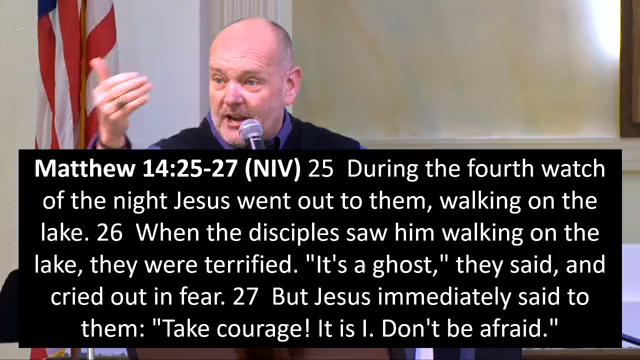 Matthew 14:25-27 (NIV) 25 During the fourth watch
of the night Jesus went out to them, walking on the
lake. 26 When the disciples saw him walking on the
lake, they were terrified. "It's a ghost," they said, and
cried out in fear. 27 But Jesus immediately said to
them: "Take courage! It is I. Don't be afraid."